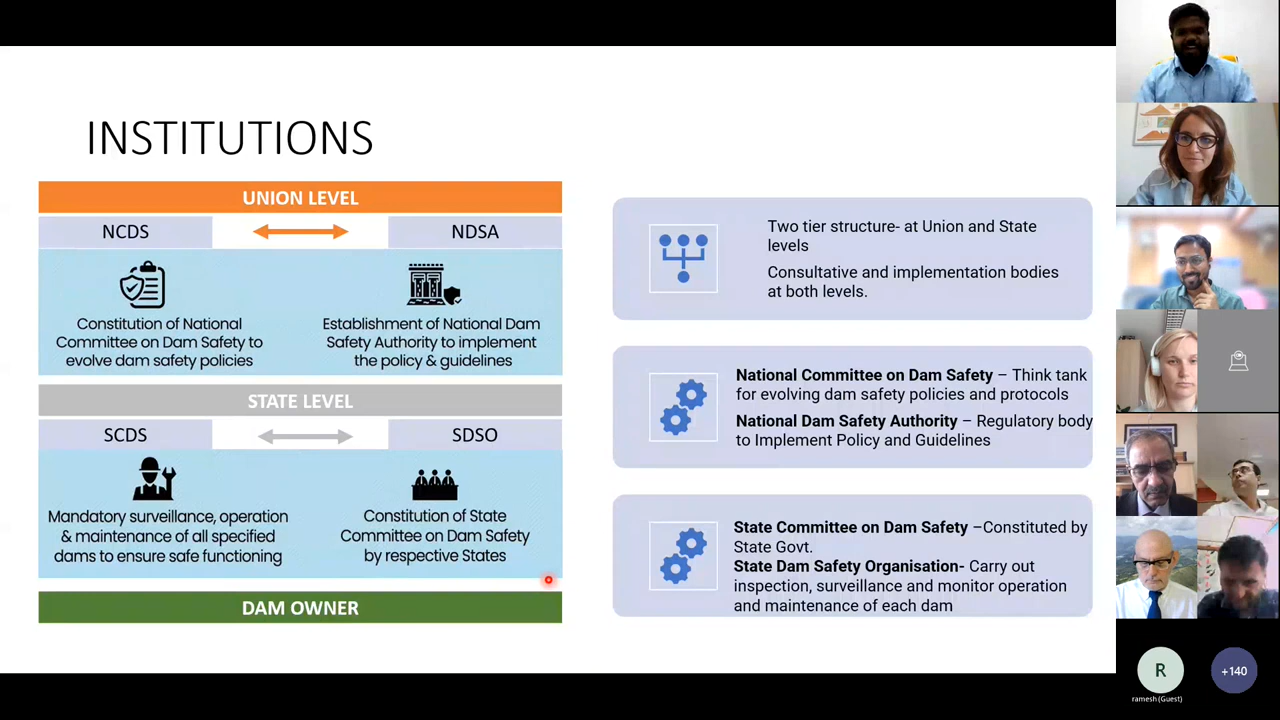 INSTITUTIONS
UNION LEVEL
NCDS
NDSA
Constitution of National
Committee on Dam Safety to
evolve dam safety policies
Establishment of National Dam
Safety Authority to implement
the policy & guidelines
STATE LEVEL
SCDS
SDSO
Mandatory surveillance, operation
& maintenance of all specified
dams to ensure safe functioning
Constitution of State
Committee on Dam Safety
by respective States
DAM OWNER
Two tier structure- at Union and State
levels
Consultative and implementation bodies
at both levels.
National Committee on Dam Safety – Think tank
for evolving dam safety policies and protocols
National Dam Safety Authority – Regulatory body
to Implement Policy and Guidelines
State Committee on Dam Safety –Constituted by
State Govt.
State Dam Safety Organisation- Carry out
inspection, surveillance and monitor operation
and maintenance of each dam
R
ramesh (Guest)
+140